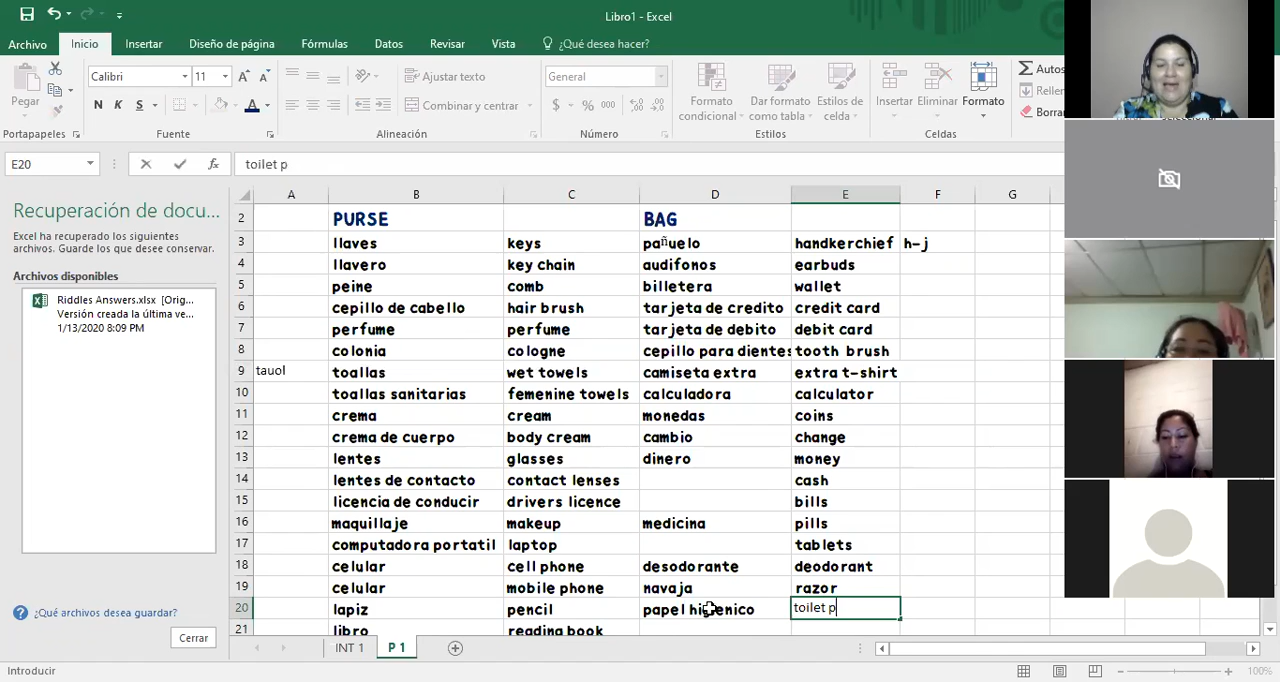 Libro1 - Excel
Archivo Inicio Insertar Diseño de página Fórmulas Datos Revisar Vista ¿Qué desea hacer?
Pegar Calibri 11 Ajustar texto General Formato condicional Dar formato como tabla Estilos de celda Insertar Eliminar Formato Autos
N K S Combinar y centrar $ % 000 Rellen
Borrar
Portapapeles Fuente Alineación Número Estilos Celdas
E20 fx toilet p
Recuperación de docu...
Excel ha recuperado los siguientes
archivos. Guarde los que desee conservar.
Archivos disponibles
Riddles Answers.xlsx [Orig...
Versión creada la última ve...
1/13/2020 8:09 PM
¿Qué archivos desea guardar?
Cerrar
A B C D E F G
2 PURSE BAG
3 llaves keys pañuelo handkerchief h-j
4 llavero key chain audifonos earbuds
5 peine comb billetera wallet
6 cepillo de cabello hair brush tarjeta de credito credit card
7 perfume perfume tarjeta de debito debit card
8 colonia cologne cepillo para dientes tooth brush
9 tauol toallas wet towels camiseta extra extra t-shirt
10 toallas sanitarias femenine towels calculadora calculator
11 crema cream monedas coins
12 crema de cuerpo body cream cambio change
13 lentes glasses dinero money
14 lentes de contacto contact lenses cash
15 licencia de conducir drivers licence bills
16 maquillaje makeup medicina pills
17 computadora portatil laptop tablets
18 celular cell phone desodorante deodorant
19 celular mobile phone navaja razor
20 lapiz pencil papel higienico toilet p
21 libro reading book
INT 1 P 1
Introducir 100%